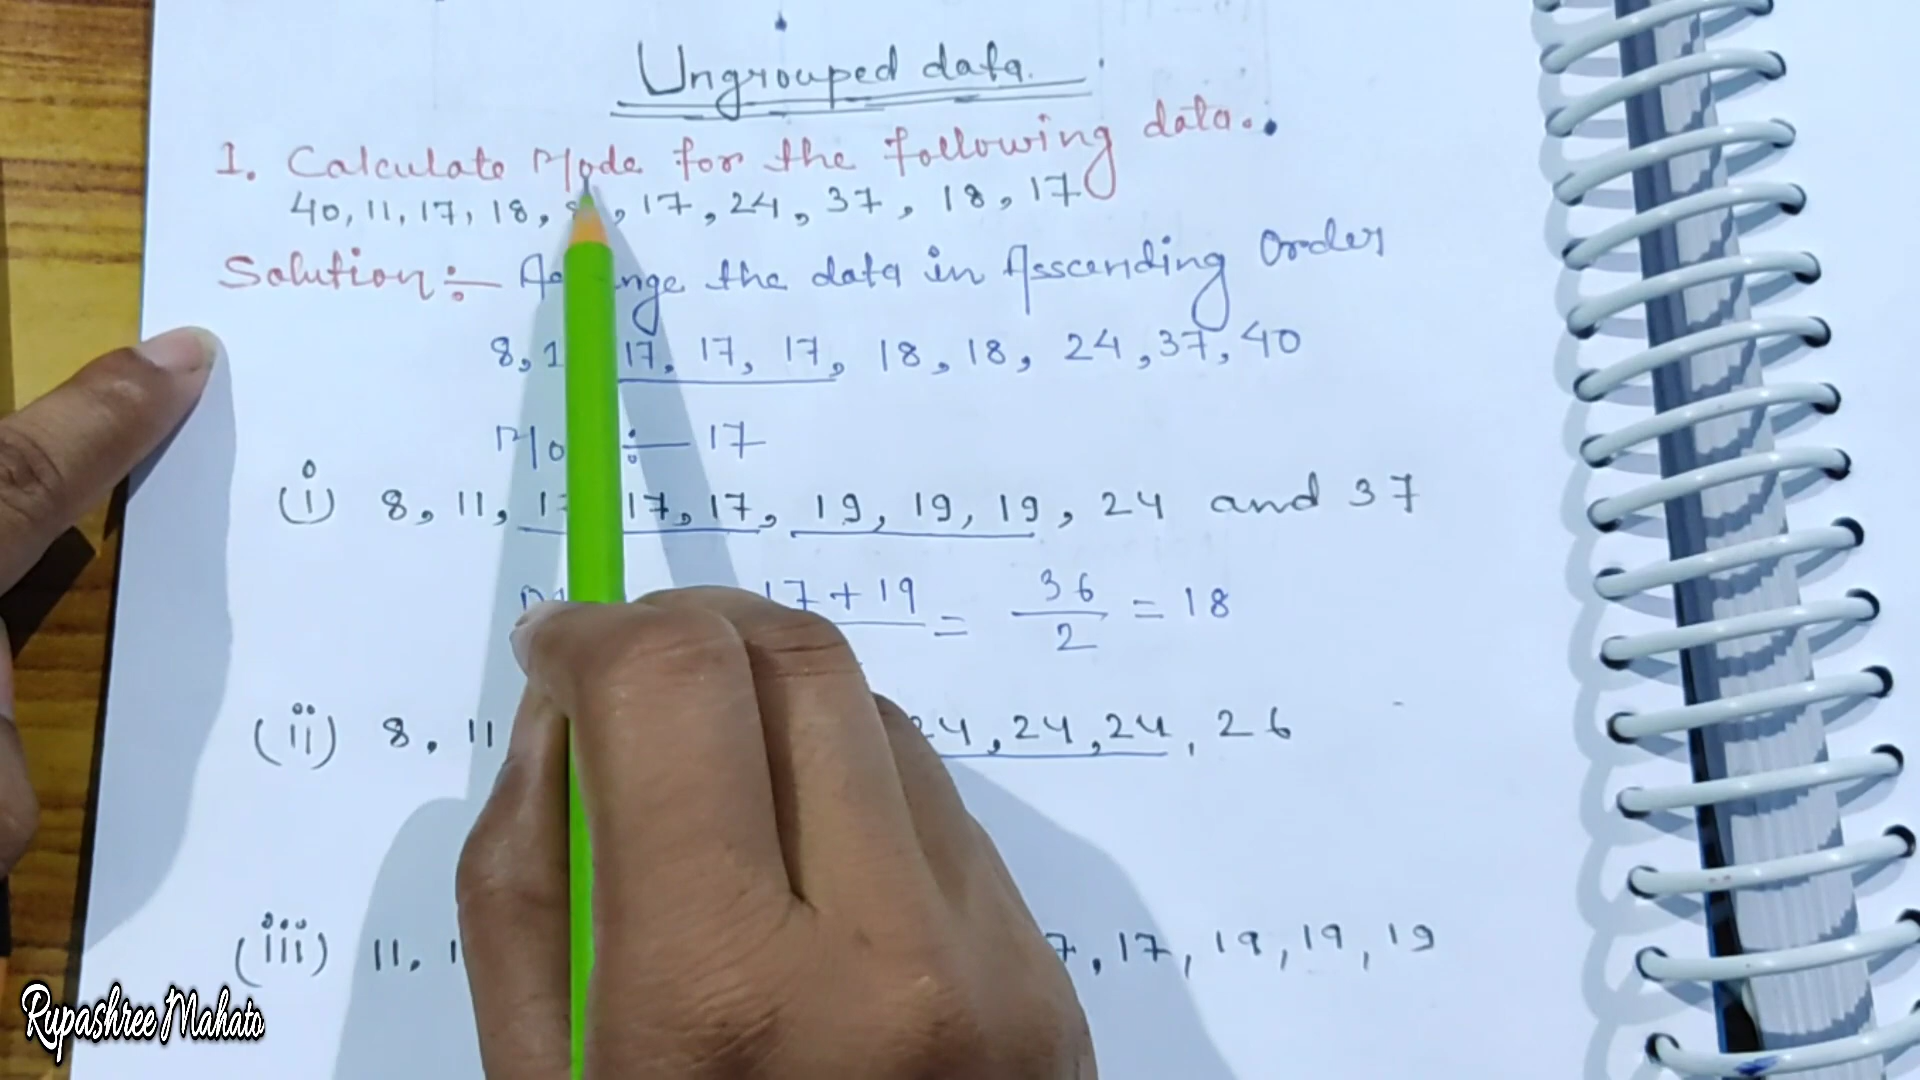 Ungrouped data.
1. Calculate Mode for the following data.
40, 11, 17, 18, 8, 17, 24, 37, 18, 17
Solution :- the data in Asscending Order
8, 17, 17, 17, 18, 18, 24, 37, 40
:- 17
(i) 8, 11, 17, 17, 17, 19, 19, 19, 24 and 37
17 + 19 = 36/2 = 18
(ii) 8, 11 24, 24, 24, 26
(iii) 11, 17, 19, 19, 19
Rupashree Mahato